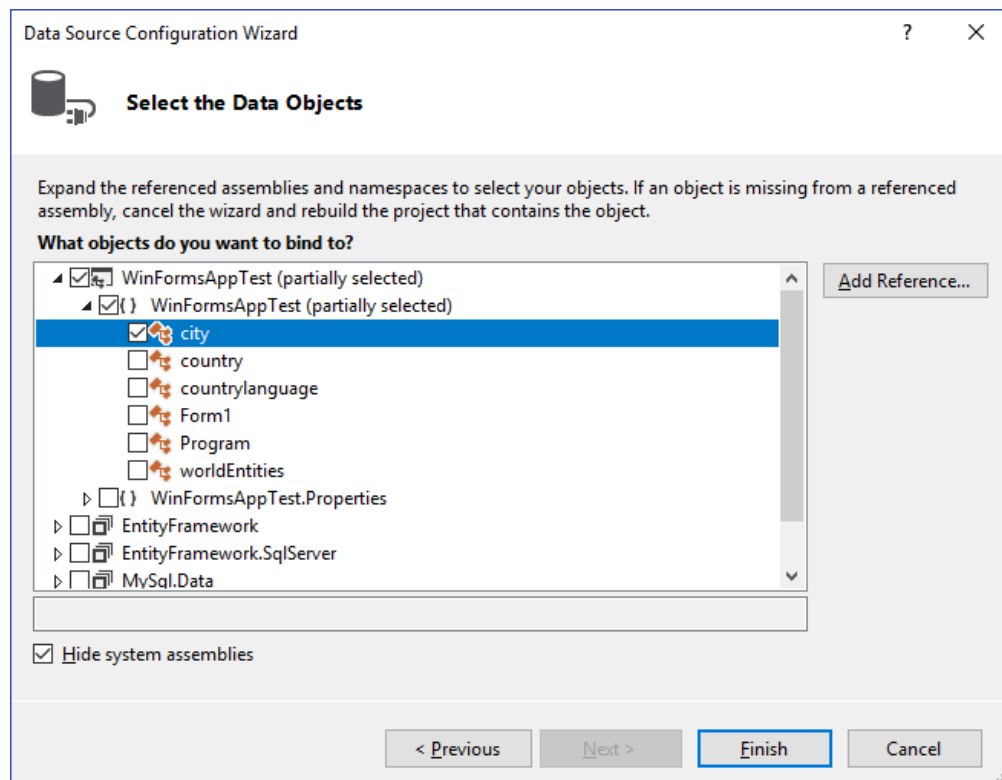 Data Source Configuration Wizard
?
Select the Data Objects
Expand the referenced assemblies and namespaces to select your objects. If an object is missing from a referenced
assembly, cancel the wizard and rebuild the project that contains the object.
What objects do you want to bind to?
WinFormsAppTest (partially selected)
Add Reference...
{ } WinFormsAppTest (partially selected)
city
country
countrylanguage
Form1
Program
worldEntities
{ } WinFormsAppTest.Properties
EntityFramework
EntityFramework.SqlServer
MySql.Data
Hide system assemblies
< Previous
Next >
Finish
Cancel